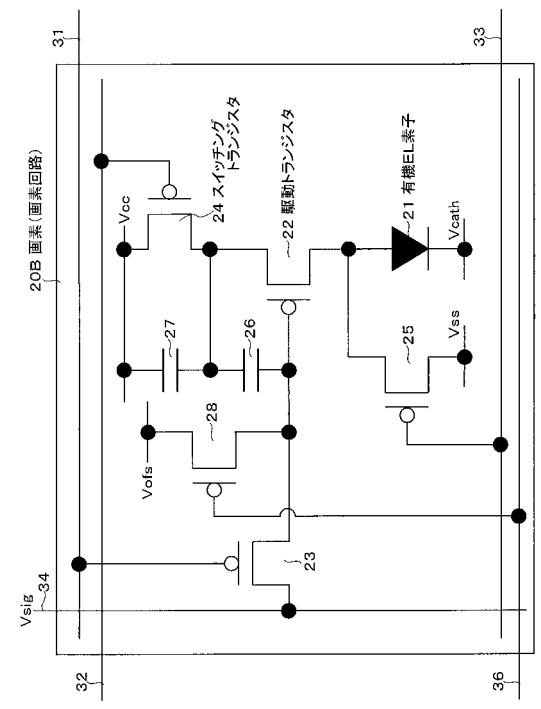 20B 画素(画素回路)
31
33
Vcc
24 スイッチング
トランジスタ
22 駆動トランジスタ
21 有機EL素子
Vcath
27
26
25
Vss
28
Vofs
23
34
Vsig
32
36